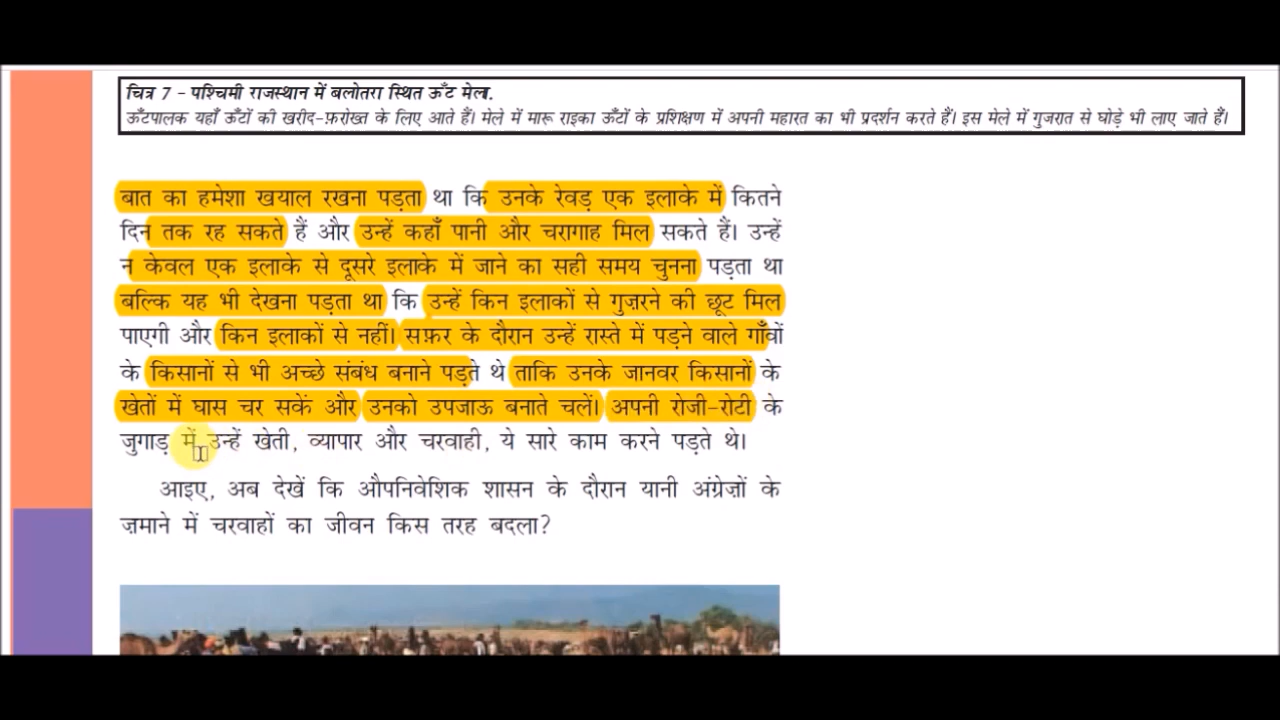 चित्र 7 – पश्चिमी राजस्थान में बलोतरा स्थित ऊँट मेला.
ऊँटपालक यहाँ ऊँटों की खरीद-फ़रोख्त के लिए आते हैं। मेले में मारू राइका ऊँटों के प्रशिक्षण में अपनी महारत का भी प्रदर्शन करते हैं। इस मेले में गुजरात से घोड़े भी लाए जाते हैं।
बात का हमेशा खयाल रखना पड़ता था कि उनके रेवड़ एक इलाके में कितने
दिन तक रह सकते हैं और उन्हें कहाँ पानी और चरागाह मिल सकते हैं। उन्हें
न केवल एक इलाके से दूसरे इलाके में जाने का सही समय चुनना पड़ता था
बल्कि यह भी देखना पड़ता था कि उन्हें किन इलाकों से गुज़रने की छूट मिल
पाएगी और किन इलाकों से नहीं। सफ़र के दौरान उन्हें रास्ते में पड़ने वाले गाँवों
के किसानों से भी अच्छे संबंध बनाने पड़ते थे ताकि उनके जानवर किसानों के
खेतों में घास चर सकें और उनको उपजाऊ बनाते चलें। अपनी रोजी-रोटी के
जुगाड़ में उन्हें खेती, व्यापार और चरवाही, ये सारे काम करने पड़ते थे।
आइए, अब देखें कि औपनिवेशिक शासन के दौरान यानी अंग्रेज़ों के
ज़माने में चरवाहों का जीवन किस तरह बदला?